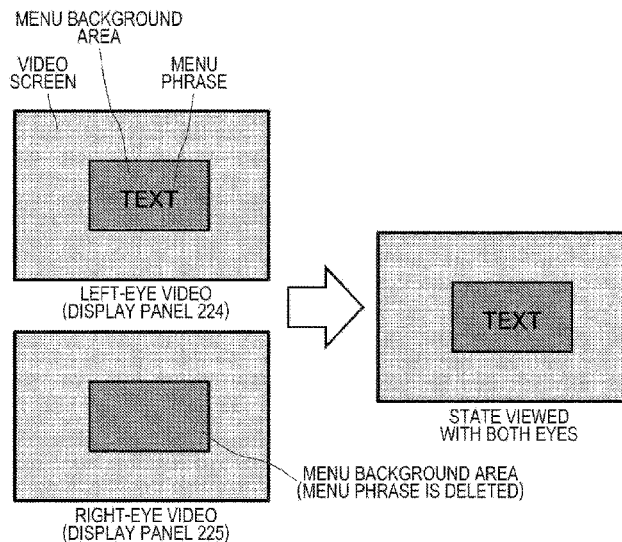 MENU BACKGROUND
AREA
VIDEO
SCREEN
MENU
PHRASE
TEXT
LEFT-EYE VIDEO
(DISPLAY PANEL 224)
TEXT
STATE VIEWED
WITH BOTH EYES
MENU BACKGROUND AREA
(MENU PHRASE IS DELETED)
RIGHT-EYE VIDEO
(DISPLAY PANEL 225)